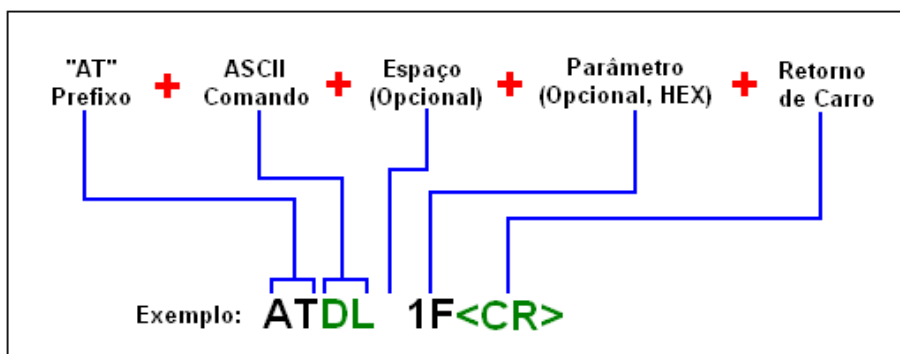 "AT" Prefixo + ASCII Comando + Espaço (Opcional) + Parâmetro (Opcional, HEX) + Retorno de Carro
Exemplo: ATDL 1F<CR>